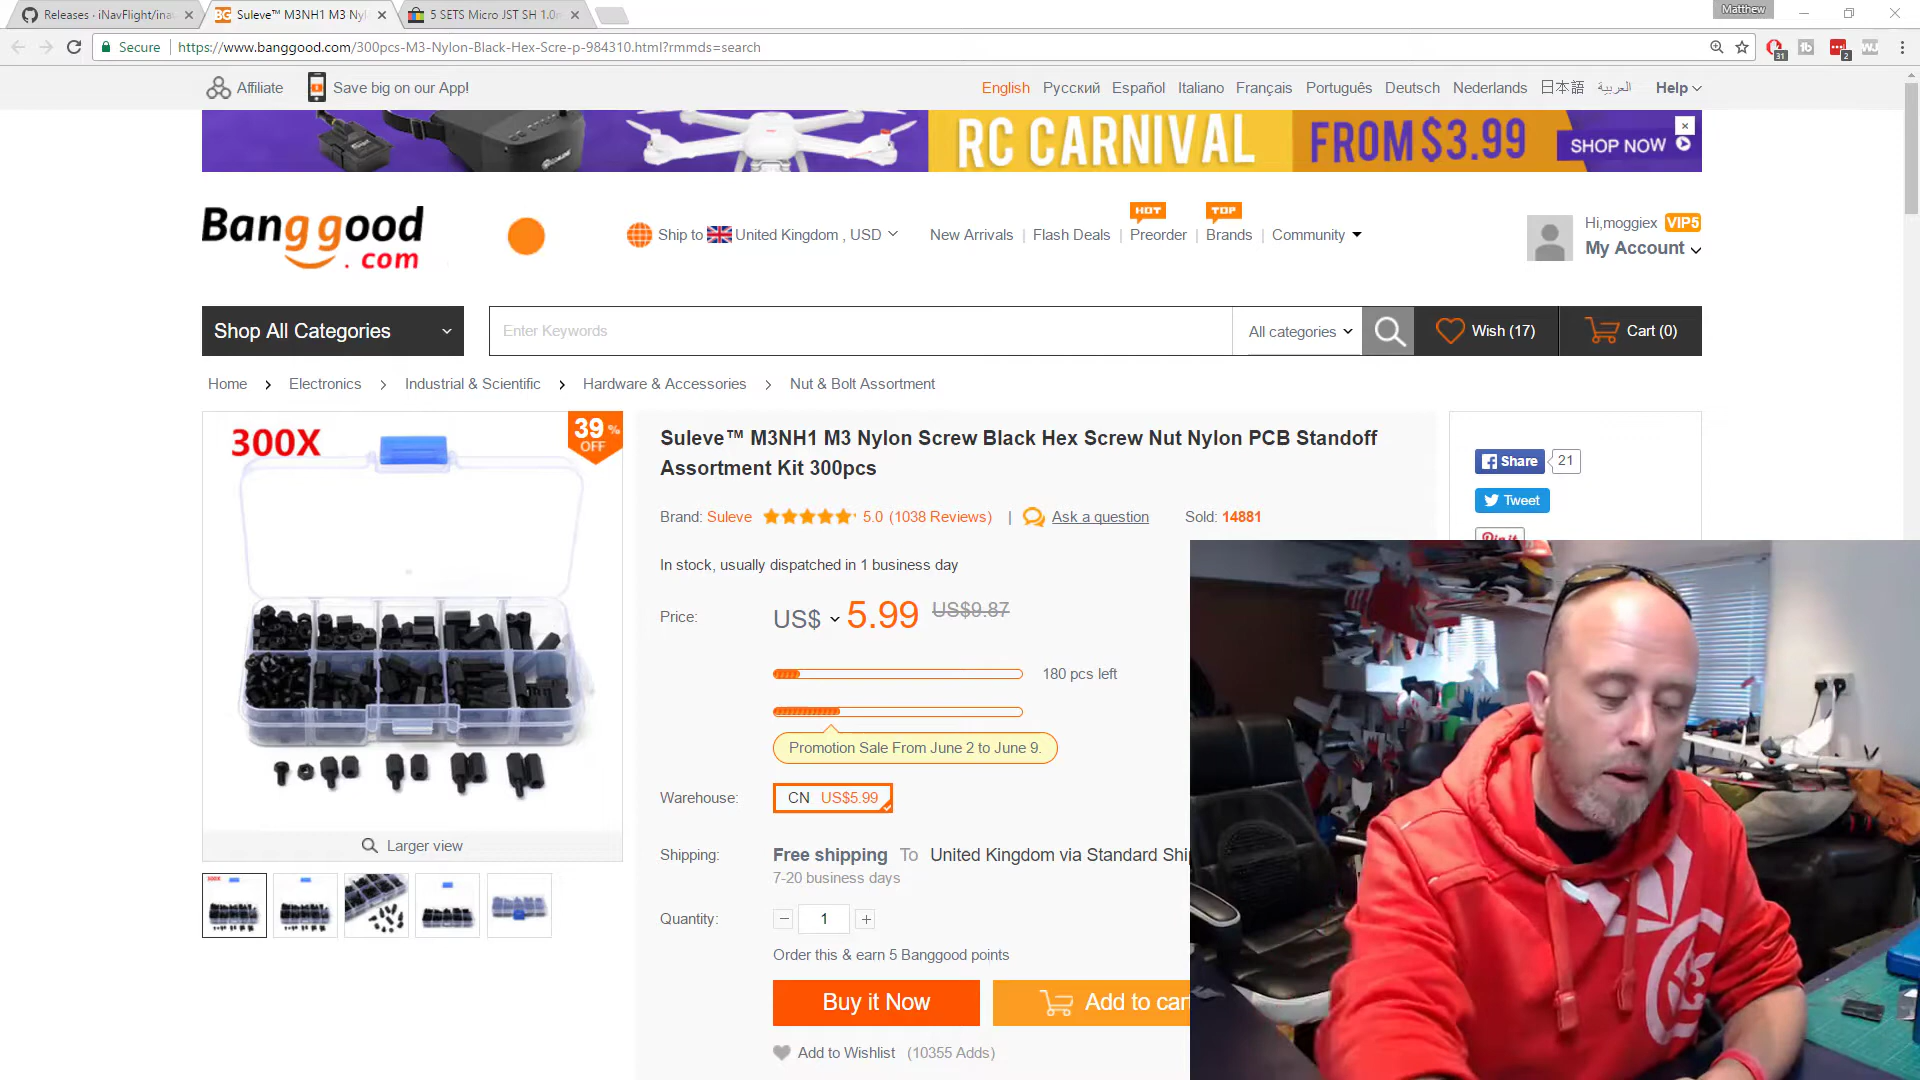 Releases · iNavFlight/ina
Suleve™ M3NH1 M3 Nyl
5 SETS Micro JST SH 1.0
Matthew
Secure
https://www.banggood.com/300pcs-M3-Nylon-Black-Hex-Scre-p-984310.html?rmmds=search
31
2
Affiliate
Save big on our App!
English Русский Español Italiano Français Português Deutsch Nederlands 日本語 العربية Help
RC CARNIVAL FROM $3.99 SHOP NOW
Banggood
.com
Ship to United Kingdom , USD
New Arrivals | Flash Deals | Preorder | Brands | Community
HOT
TOP
Hi,moggiex VIP5
My Account
Shop All Categories
Enter Keywords
All categories
Wish (17)
Cart (0)
Home > Electronics > Industrial & Scientific > Hardware & Accessories > Nut & Bolt Assortment
300X
39 %
OFF
Larger view
Suleve™ M3NH1 M3 Nylon Screw Black Hex Screw Nut Nylon PCB Standoff
Assortment Kit 300pcs
Brand: Suleve 5.0 (1038 Reviews) | Ask a question Sold: 14881
In stock, usually dispatched in 1 business day
Price: US$ 5.99 US$9.87
180 pcs left
Promotion Sale From June 2 to June 9.
Warehouse: CN US$5.99
Shipping: Free shipping To United Kingdom via Standard Shi
7-20 business days
Quantity: − 1 +
Order this & earn 5 Banggood points
Buy it Now
Add to car
Add to Wishlist (10355 Adds)
Share 21
Tweet
Pin it